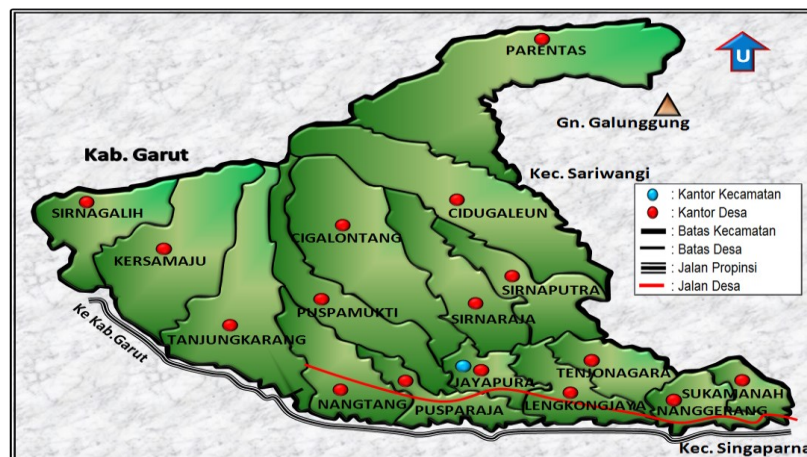 PARENTAS
U
Gn. Galunggung
Kab. Garut
Kec. Sariwangi
: Kantor Kecamatan
: Kantor Desa
: Batas Kecamatan
: Batas Desa
: Jalan Propinsi
: Jalan Desa
SIRNAGALIH
CIDUGALEUN
CIGALONTANG
KERSAMAJU
SIRNAPUTRA
PUSPAMUKTI
SIRNARAJA
Ke Kab.Garut
TANJUNGKARANG
TENJONAGARA
JAYAPURA
SUKAMANAH
NANGTANG
PUSPARAJA
LENGKONGJAYA
NANGGERANG
Kec. Singaparna